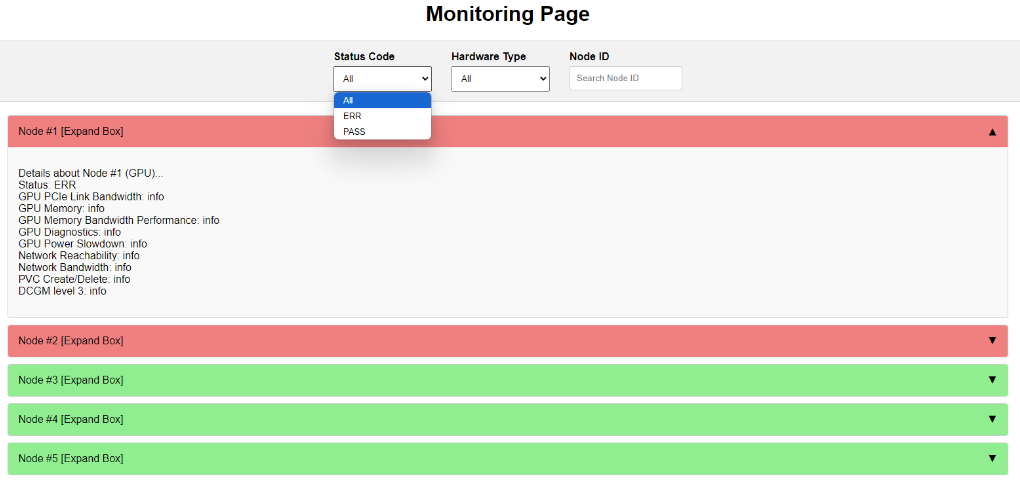 Monitoring Page
Status Code Hardware Type Node ID
All All Search Node ID
All
ERR
PASS
Node #1 [Expand Box] ▲
Details about Node #1 (GPU)...
Status: ERR
GPU PCIe Link Bandwidth: info
GPU Memory: info
GPU Memory Bandwidth Performance: info
GPU Diagnostics: info
GPU Power Slowdown: info
Network Reachability: info
Network Bandwidth: info
PVC Create/Delete: info
DCGM level 3: info
Node #2 [Expand Box] ▼
Node #3 [Expand Box] ▼
Node #4 [Expand Box] ▼
Node #5 [Expand Box] ▼